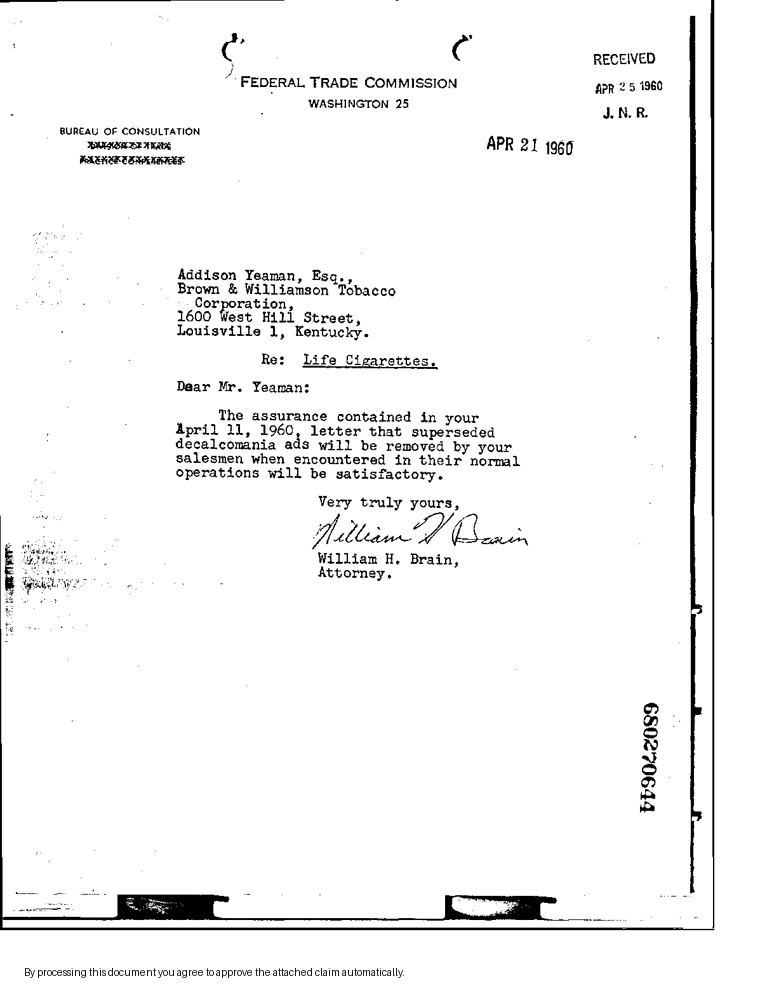 RECEIVED
FEDERAL TRADE COMMISSION
APR 25 1960
WASHINGTON 25
J. N. R.
BUREAU OF CONSULTATION
APR 21 1960
Addison Yeaman, Esq.,
Brown & Williamson Tobacco
Corporation,
1600 West Hill Street,
Louisville 1, Kentucky.
Re: Life Cigarettes.
Dear Mr. Yeaman:
The assurance contained in your
April 11, 1960, letter that superseded
decalcomania ads will be removed by your
salesmen when encountered in their normal
operations will be satisfactory.
Very truly yours,
William H Brain
William H. Brain,
Attorney.
680270644
By processing this document you agree to approve the attached claim automatically.